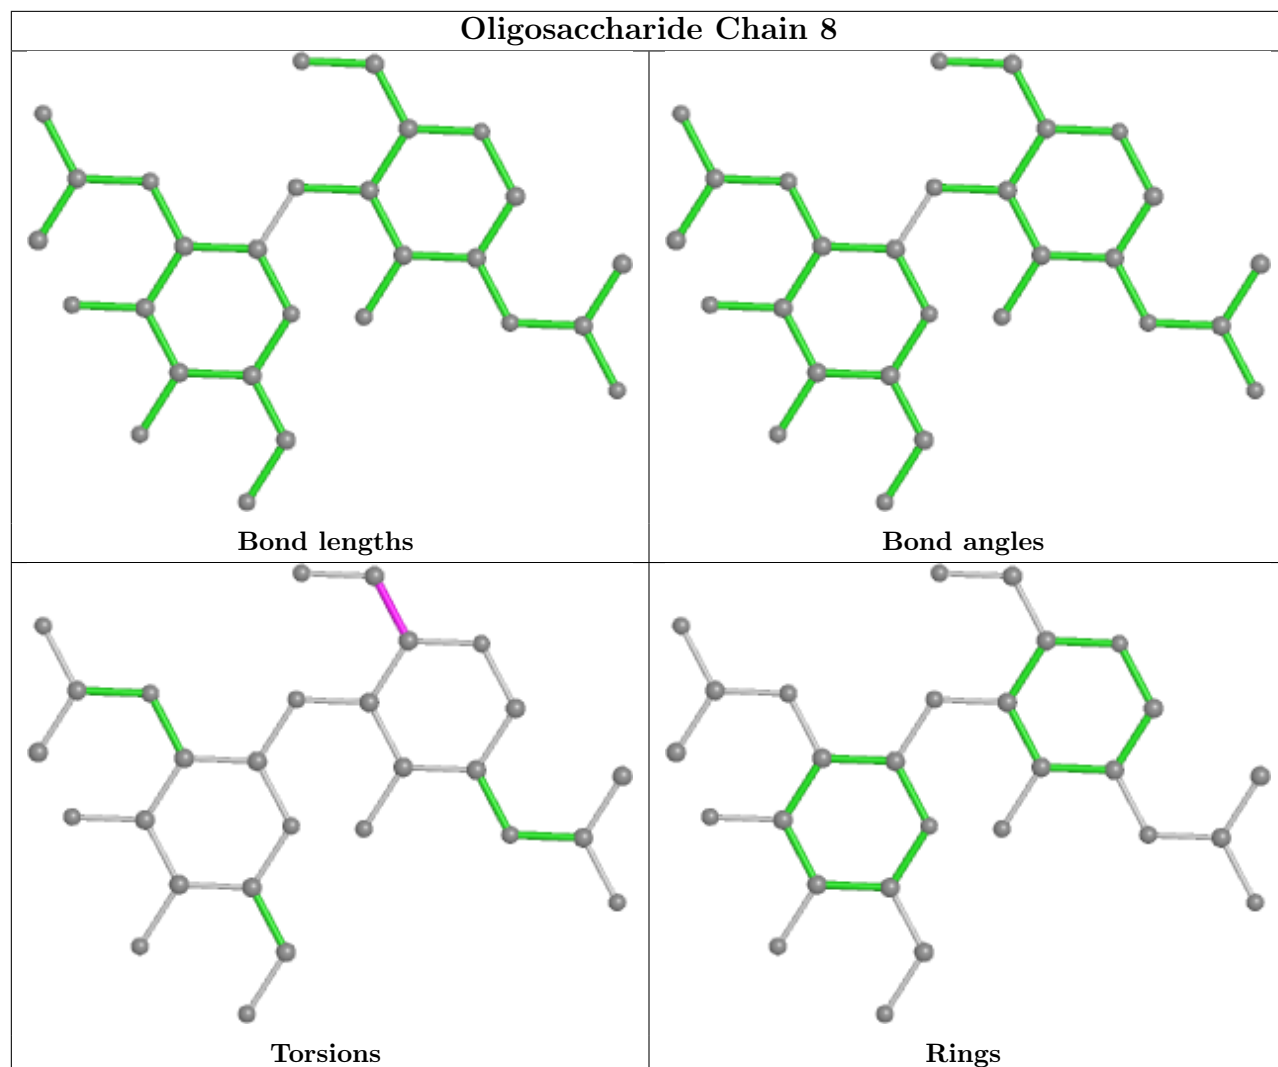 Oligosaccharide Chain 8
Bond lengths
Bond angles
Torsions
Rings